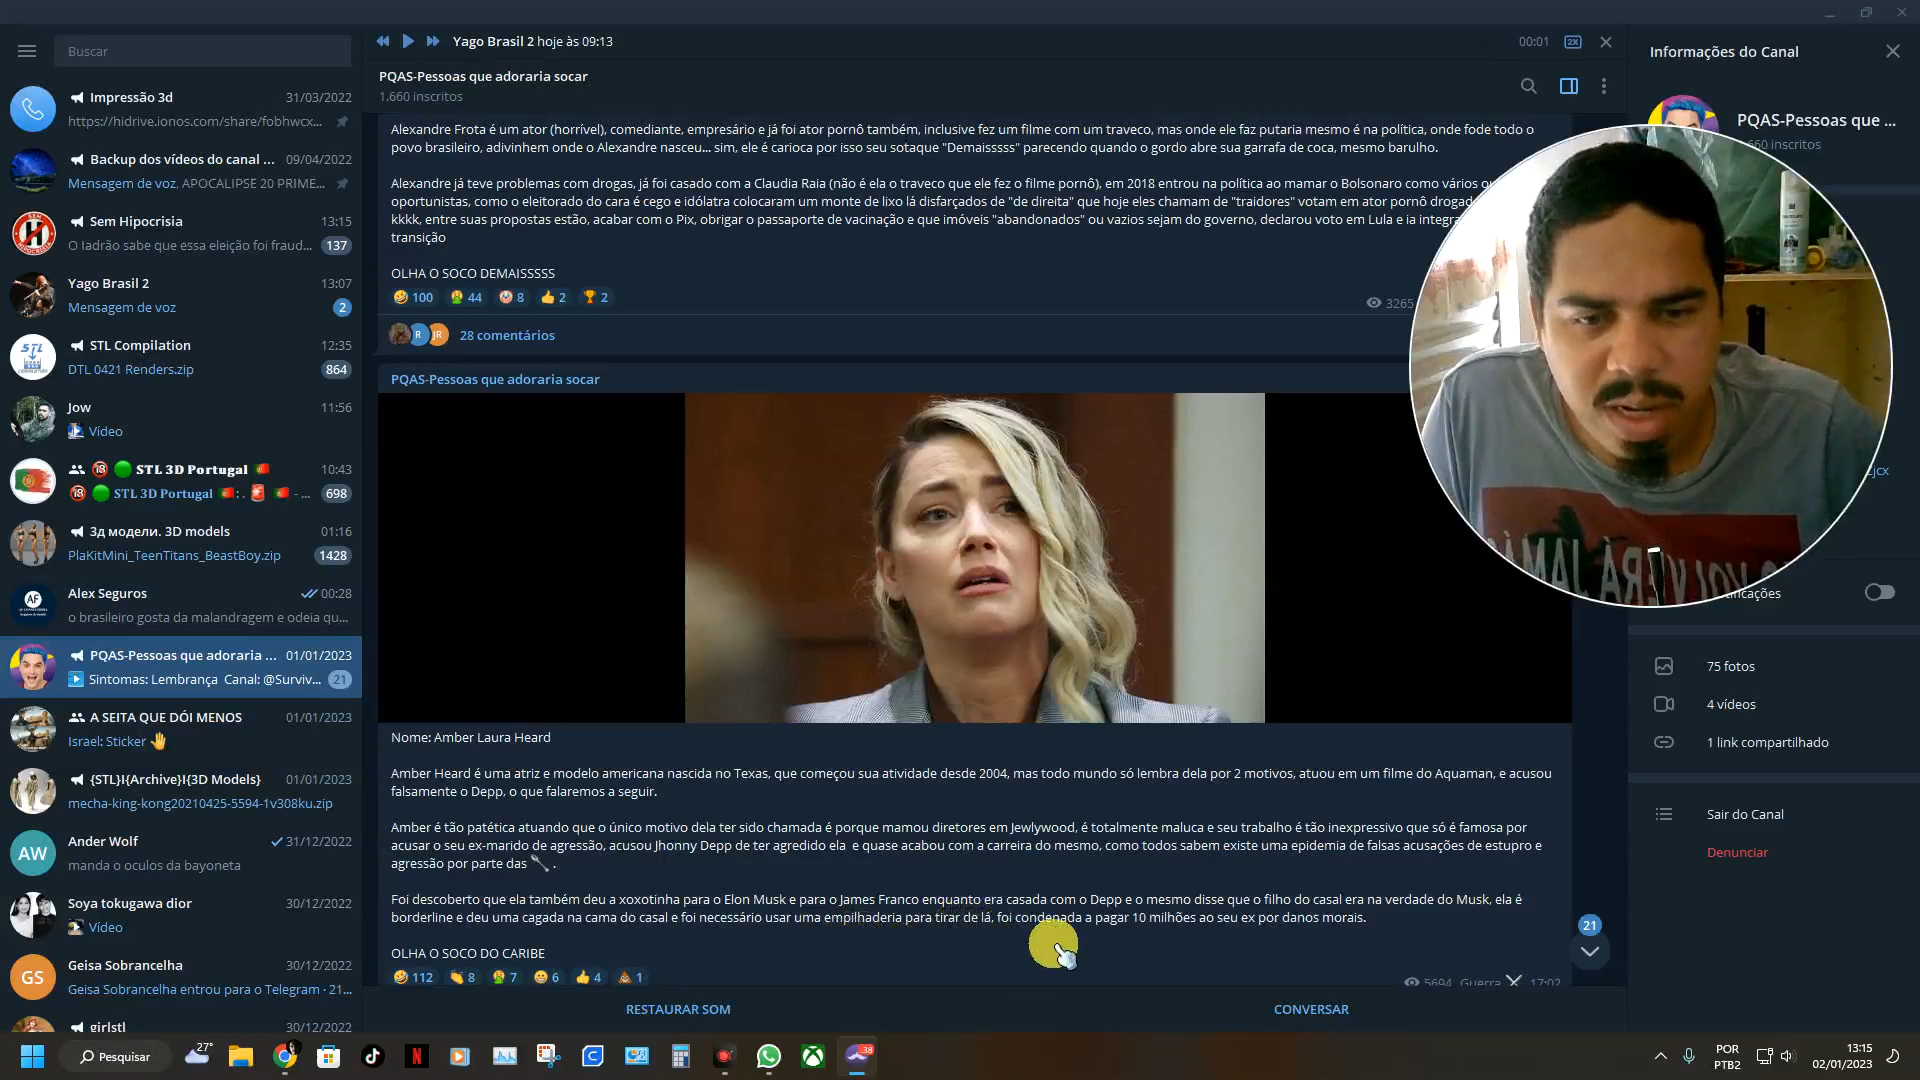 Buscar
Impressão 3d 31/03/2022
https://hidrive.ionos.com/share/fobhwcx...
Backup dos vídeos do canal ... 09/04/2022
Mensagem de voz, APOCALIPSE 20 PRIME...
Sem Hipocrisia 13:15
O ladrão sabe que essa eleição foi fraud... 137
Yago Brasil 2 13:07
Mensagem de voz 2
STL Compilation 12:35
DTL 0421 Renders.zip 864
Jow 11:56
Vídeo
STL 3D Portugal 10:43
STL 3D Portugal : . - ... 698
3д модели. 3D models 01:16
PlaKitMini_TeenTitans_BeastBoy.zip 1428
AF
Alex Seguros 00:28
o brasileiro gosta da malandragem e odeia qu...
PQAS-Pessoas que adoraria ... 01/01/2023
Sintomas: Lembrança Canal: @Surviv... 21
A SEITA QUE DÓI MENOS 01/01/2023
Israel: Sticker
{STL}I{Archive}I{3D Models} 01/01/2023
mecha-king-kong20210425-5594-1v308ku.zip
AW
Ander Wolf 31/12/2022
manda o oculos da bayoneta
Soya tokugawa dior 30/12/2022
Vídeo
GS
Geisa Sobrancelha 30/12/2022
Geisa Sobrancelha entrou para o Telegram · 21...
girlstl 30/12/2022
Yago Brasil 2 hoje às 09:13
00:01 2X
PQAS-Pessoas que adoraria socar
1.660 inscritos
Alexandre Frota é um ator (horrível), comediante, empresário e já foi ator pornô também, inclusive fez um filme com um traveco, mas onde ele faz putaria mesmo é na política, onde fode todo o
povo brasileiro, adivinhem onde o Alexandre nasceu... sim, ele é carioca por isso seu sotaque "Demaisssss" parecendo quando o gordo abre sua garrafa de coca, mesmo barulho.
Alexandre já teve problemas com drogas, já foi casado com a Claudia Raia (não é ela o traveco que ele fez o filme pornô), em 2018 entrou na política ao mamar o Bolsonaro como vários
oportunistas, como o eleitorado do cara é cego e idólatra colocaram um monte de lixo lá disfarçados de "de direita" que hoje eles chamam de "traidores" votam em ator pornô
kkkk, entre suas propostas estão, acabar com o Pix, obrigar o passaporte de vacinação e que imóveis "abandonados" ou vazios sejam do governo, declarou voto em Lula e ia
transição
OLHA O SOCO DEMAISSSSS
100 44 8 2 2
3265
R JR 28 comentários
PQAS-Pessoas que adoraria socar
Nome: Amber Laura Heard
Amber Heard é uma atriz e modelo americana nascida no Texas, que começou sua atividade desde 2004, mas todo mundo só lembra dela por 2 motivos, atuou em um filme do Aquaman, e acusou
falsamente o Depp, o que falaremos a seguir.
Amber é tão patética atuando que o único motivo dela ter sido chamada é porque mamou diretores em Jewlywood, é totalmente maluca e seu trabalho é tão inexpressivo que só é famosa por
acusar o seu ex-marido de agressão, acusou Jhonny Depp de ter agredido ela e quase acabou com a carreira do mesmo, como todos sabem existe uma epidemia de falsas acusações de estupro e
agressão por parte das .
Foi descoberto que ela também deu a xoxotinha para o Elon Musk e para o James Franco enquanto era casada com o Depp e o mesmo disse que o filho do casal era na verdade do Musk, ela é
borderline e deu uma cagada na cama do casal e foi necessário usar uma empilhaderia para tirar de lá, foi condenada a pagar 10 milhões ao seu ex por danos morais.
OLHA O SOCO DO CARIBE
112 8 7 6 4 1
5694 Guerra 17:02
21
RESTAURAR SOM
CONVERSAR
Informações do Canal
PQAS-Pessoas que ...
inscritos
jcx
VOLVERÁ JAMÁS
75 fotos
4 vídeos
1 link compartilhado
Sair do Canal
Denunciar
Pesquisar
27°
38
POR
PTB2
13:15
02/01/2023